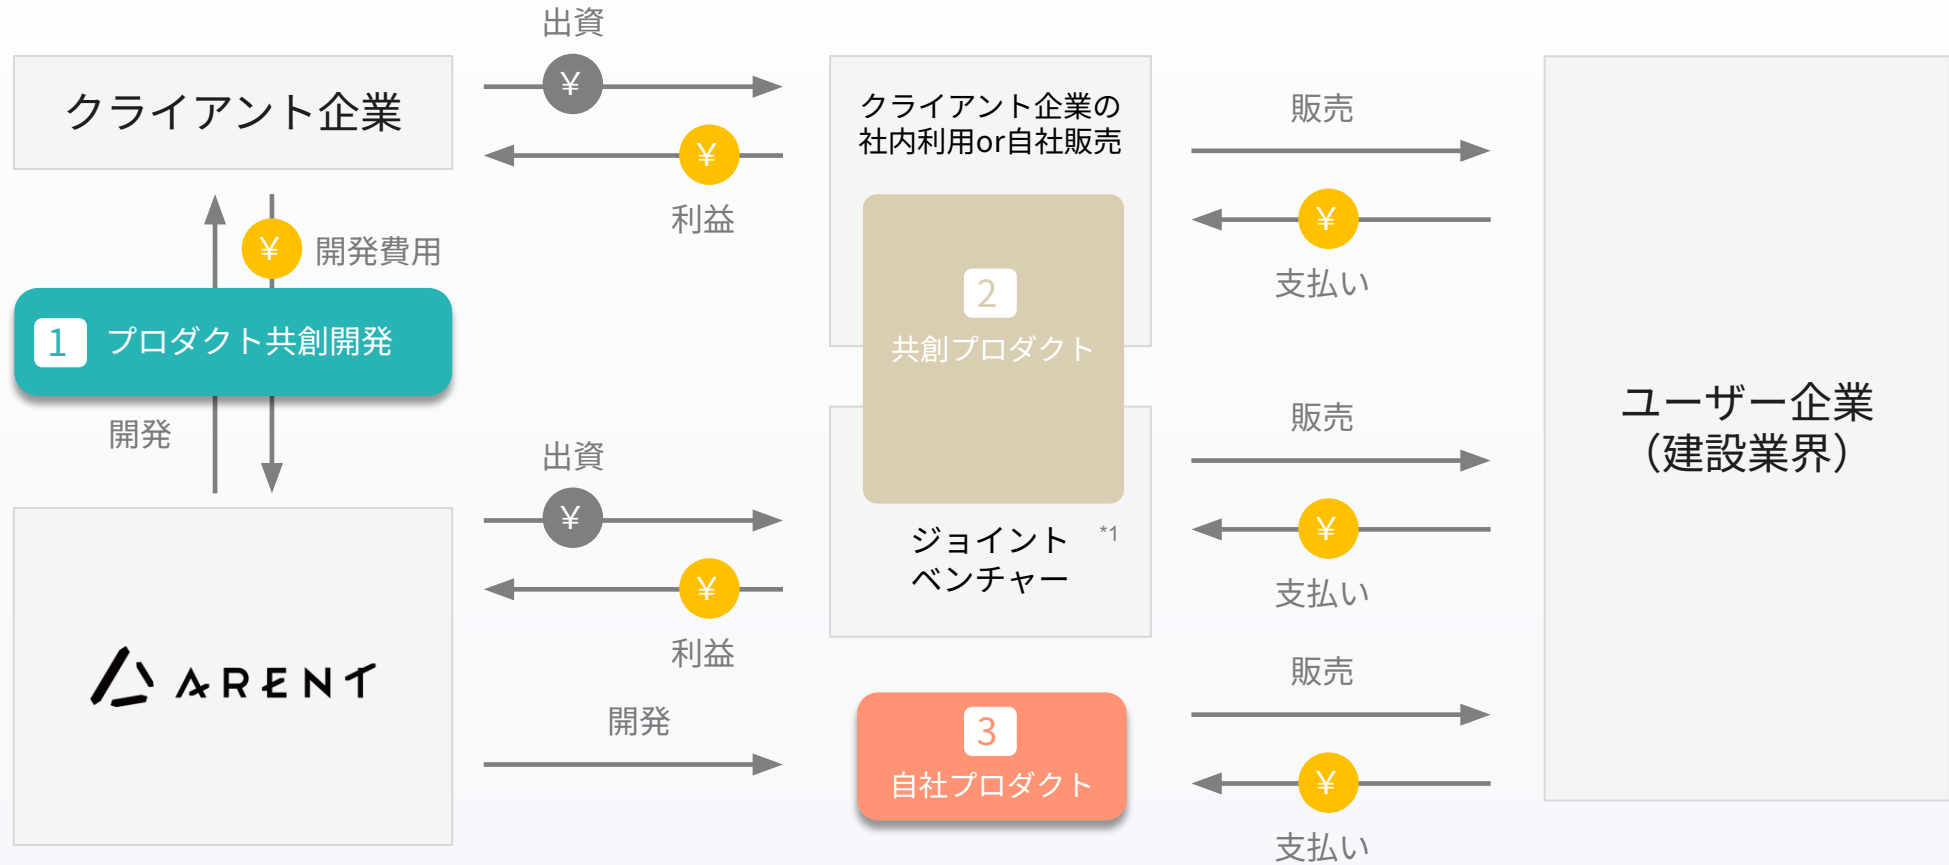 出資
¥
クライアント企業
クライアント企業の
社内利用or自社販売
販売
¥
利益
¥
支払い
¥
開発費用
2
共創プロダクト
1 プロダクト共創開発
開発
出資
¥
販売
ユーザー企業
（建設業界）
ジョイント *1
ベンチャー
¥
利益
¥
支払い
ARENT
開発
3
自社プロダクト
販売
¥
支払い